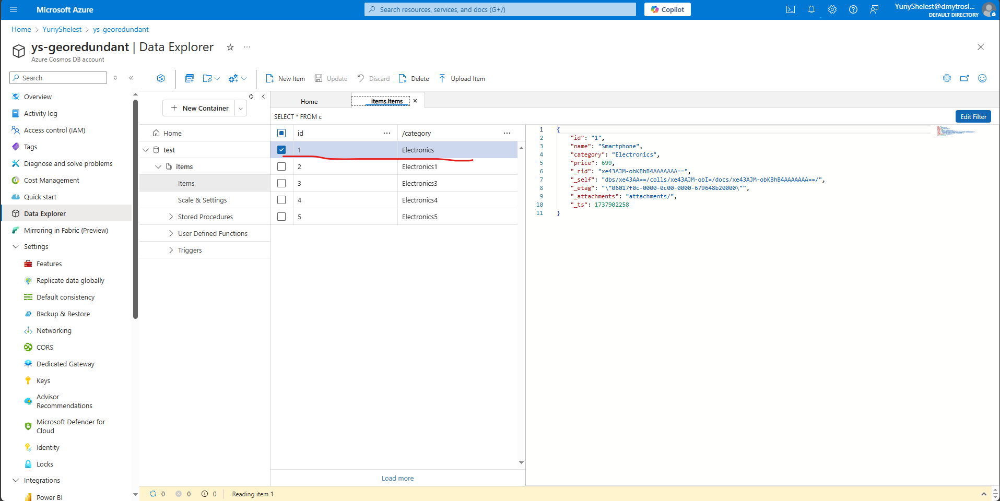 Microsoft Azure
Search resources, services, and docs (G+/)
Copilot
YuriyShelest@dmytrosl...
DEFAULT DIRECTORY
Home > YuriyShelest > ys-georedundant
ys-georedundant | Data Explorer
Azure Cosmos DB account
Search
New Item
Update
Discard
Delete
Upload Item
Overview
Activity log
Access control (IAM)
Tags
Diagnose and solve problems
Cost Management
Quick start
Data Explorer
Mirroring in Fabric (Preview)
Settings
Features
Replicate data globally
Default consistency
Backup & Restore
Networking
CORS
Dedicated Gateway
Keys
Advisor
Recommendations
Microsoft Defender for
Cloud
Identity
Locks
Integrations
Power BI
New Container
Home
test
items
Items
Scale & Settings
Stored Procedures
User Defined Functions
Triggers
Home
items.Items
SELECT * FROM c
Edit Filter
id ... /category ...
1 Electronics
2 Electronics1
3 Electronics3
4 Electronics4
5 Electronics5
Load more
1 {
2 "id": "1",
3 "name": "Smartphone",
4 "category": "Electronics",
5 "price": 699,
6 "_rid": "xe43AJM-obKBhB4AAAAAAA==",
7 "_self": "dbs/xe43AA==/colls/xe43AJM-obI=/docs/xe43AJM-obKBhB4AAAAAAA==/",
8 "_etag": "\"06017f0c-0000-0c00-0000-679648b20000\"",
9 "_attachments": "attachments/",
10 "_ts": 1737902258
11 }
0 0 0 Reading item 1